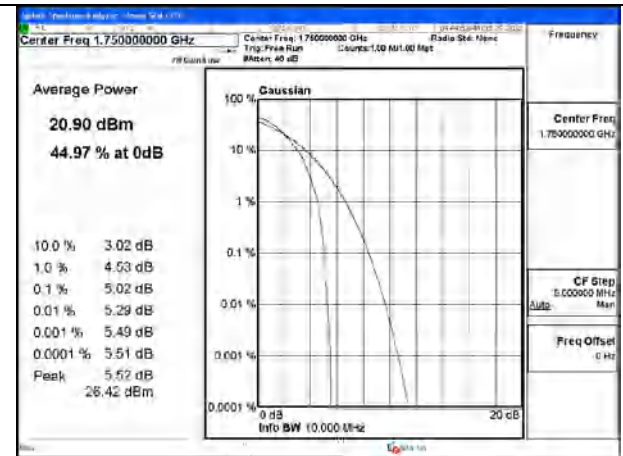 Center Freq 1.750000000 GHz
Center Freq: 1.750000000 GHz
Radio Std: None
Trig: Free Run
Counts:1.00 M/1.00 Mpt
#Atten: 40 dB
Frequency
Average Power
20.90 dBm
44.97 % at 0dB
10.0 % 3.02 dB
1.0 % 4.53 dB
0.1 % 5.02 dB
0.01 % 5.29 dB
0.001 % 5.49 dB
0.0001 % 5.51 dB
Peak 5.52 dB
26.42 dBm
Gaussian
100 %
10 %
1 %
0.1 %
0.01 %
0.001 %
0.0001 %
0 dB
20 dB
Info BW 10.000 MHz
Center Freq
1.750000000 GHz
CF Step
5.000000 MHz
Auto Man
Freq Offset
0 Hz